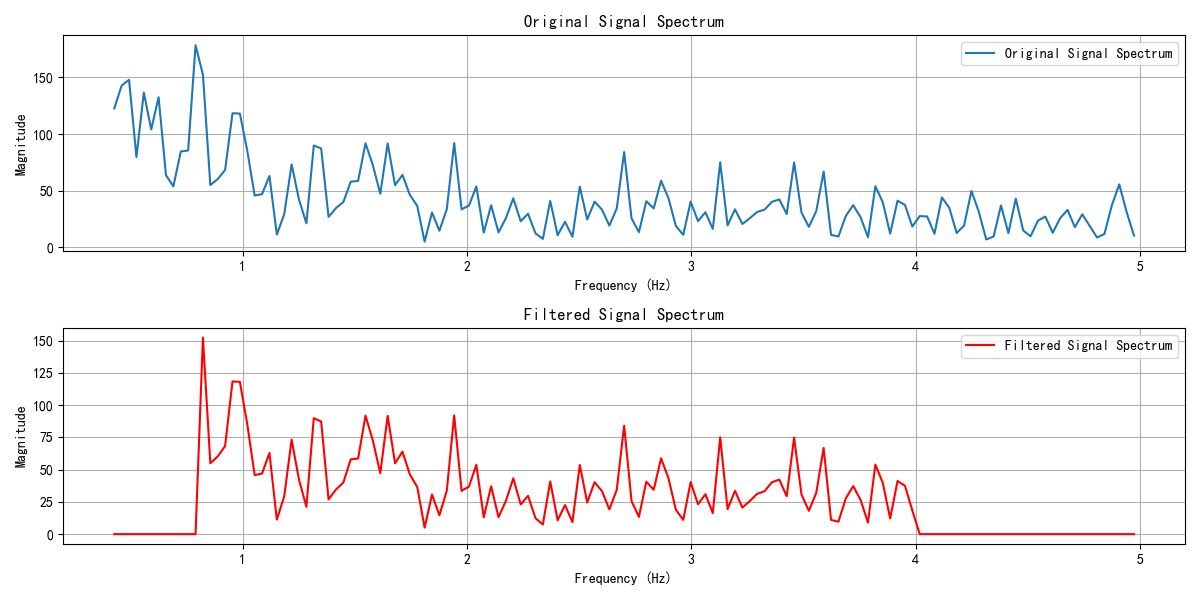 Original Signal Spectrum
Original Signal Spectrum
Magnitude
150
100
50
0
1 2 3 4 5
Frequency (Hz)
Filtered Signal Spectrum
Filtered Signal Spectrum
Magnitude
150
125
100
75
50
25
0
1 2 3 4 5
Frequency (Hz)